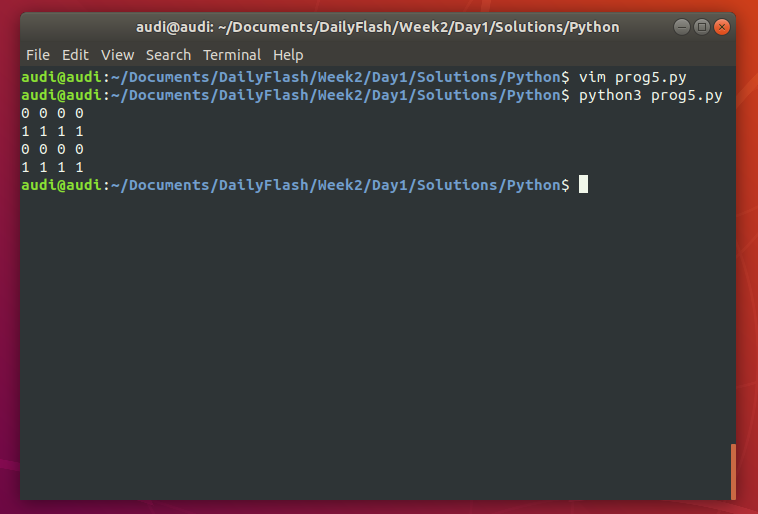 audi@audi: ~/Documents/DailyFlash/Week2/Day1/Solutions/Python
File Edit View Search Terminal Help
audi@audi:~/Documents/DailyFlash/Week2/Day1/Solutions/Python$ vim prog5.py
audi@audi:~/Documents/DailyFlash/Week2/Day1/Solutions/Python$ python3 prog5.py
0 0 0 0
1 1 1 1
0 0 0 0
1 1 1 1
audi@audi:~/Documents/DailyFlash/Week2/Day1/Solutions/Python$